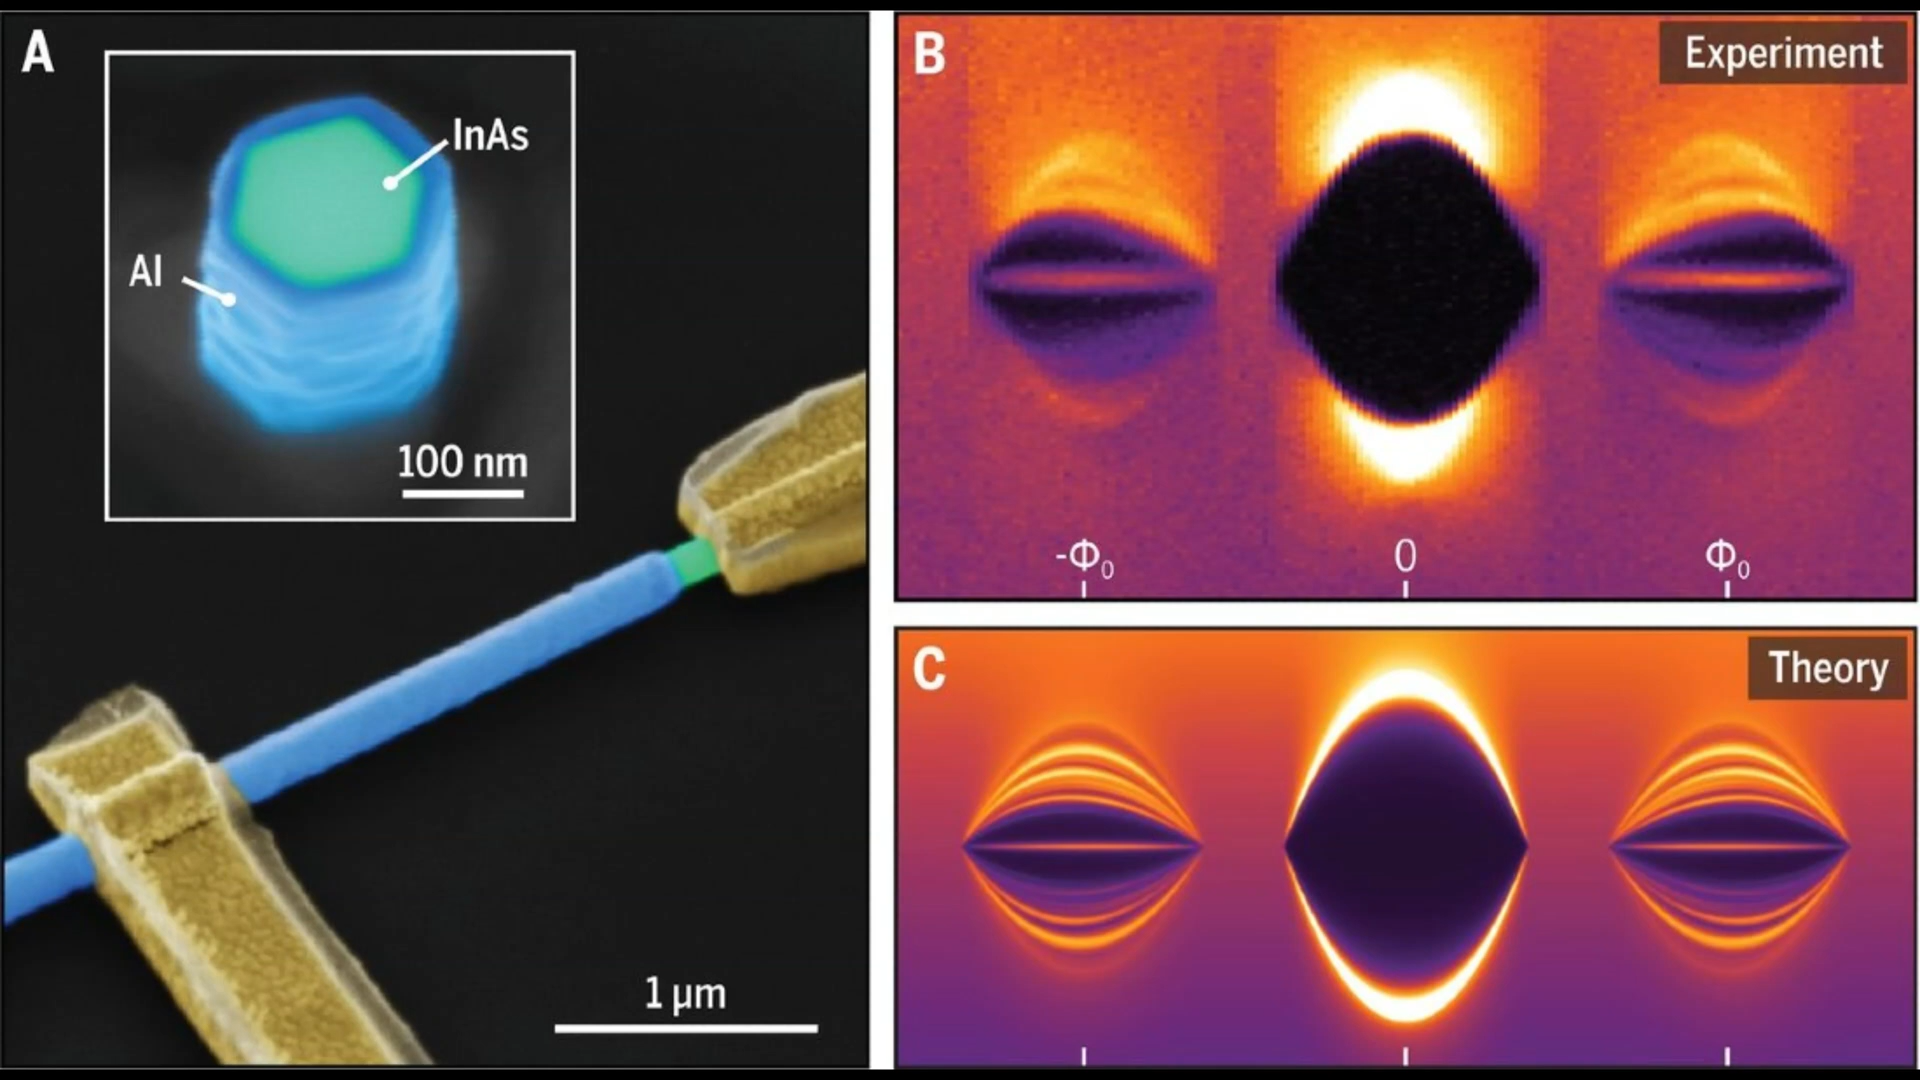 A
InAs
Al
100 nm
1 μm
B
Experiment
-Φ₀
0
Φ₀
C
Theory